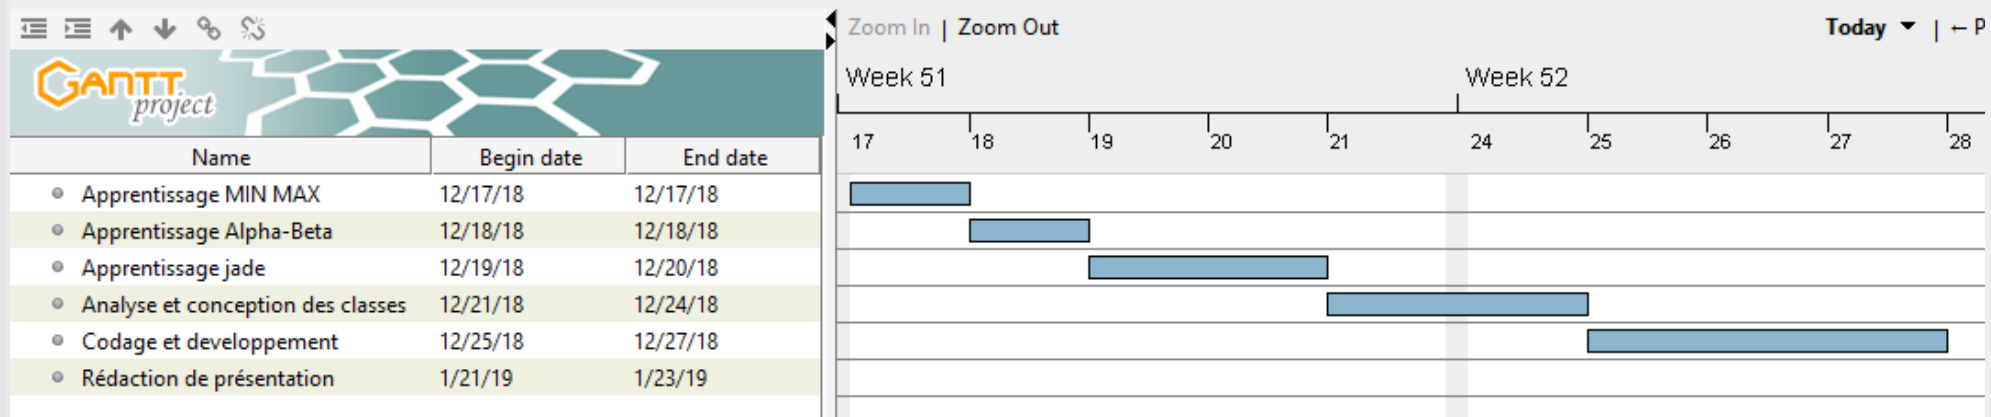 Zoom In | Zoom Out Today | ← P
GANTT project
Week 51 Week 52
17 18 19 20 21 24 25 26 27 28
Name Begin date End date
Apprentissage MIN MAX 12/17/18 12/17/18
Apprentissage Alpha-Beta 12/18/18 12/18/18
Apprentissage jade 12/19/18 12/20/18
Analyse et conception des classes 12/21/18 12/24/18
Codage et developpement 12/25/18 12/27/18
Rédaction de présentation 1/21/19 1/23/19